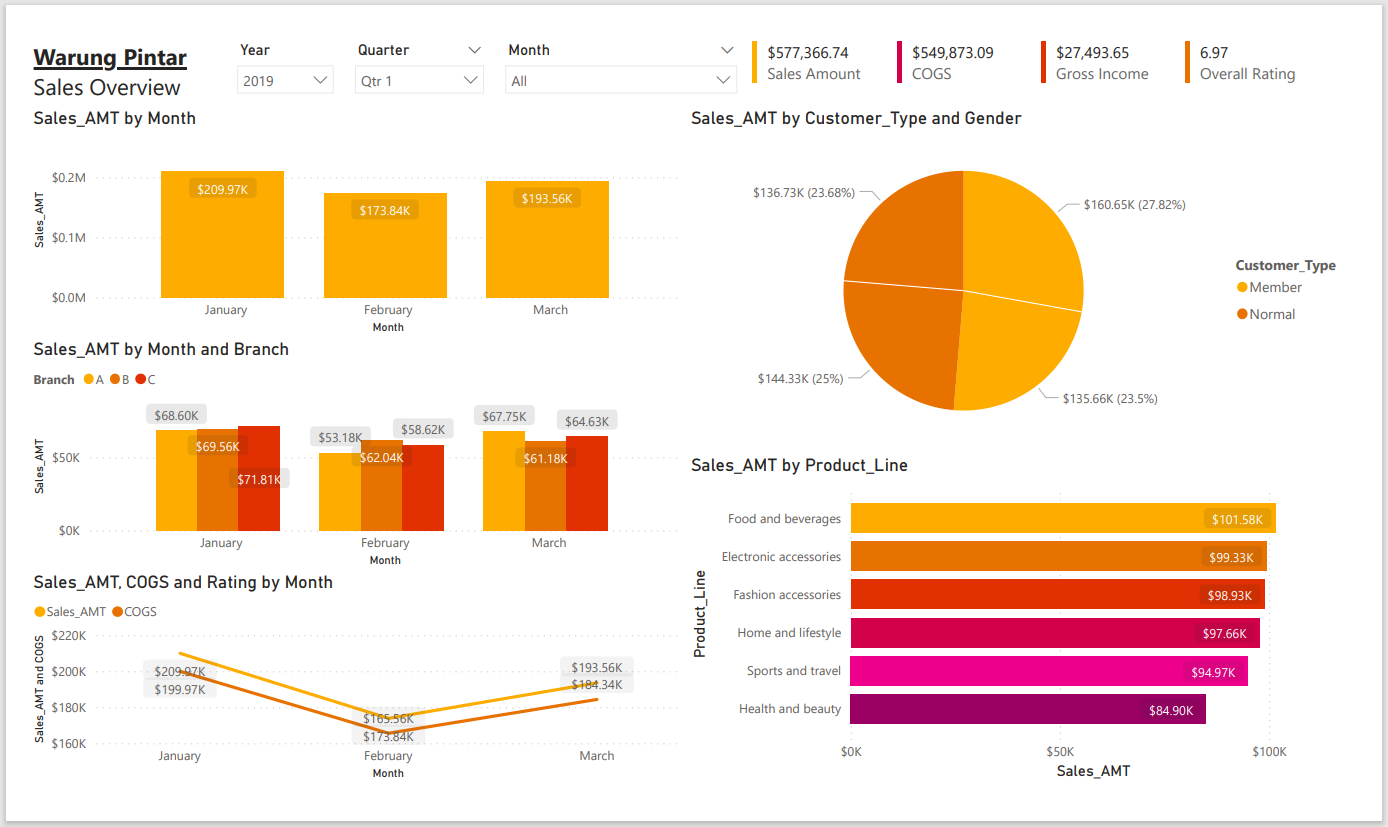 Warung Pintar
Sales Overview
Year
2019
Quarter
Qtr 1
Month
All
$577,366.74
Sales Amount
$549,873.09
COGS
$27,493.65
Gross Income
6.97
Overall Rating
Sales_AMT by Month
Sales_AMT
$0.2M
$0.1M
$0.0M
$209.97K
$173.84K
$193.56K
January February March
Month
Sales_AMT by Month and Branch
Branch A B C
Sales_AMT
$50K
$0K
$68.60K
$69.56K
$71.81K
$53.18K
$62.04K
$58.62K
$67.75K
$61.18K
$64.63K
January February March
Month
Sales_AMT, COGS and Rating by Month
Sales_AMT COGS
Sales_AMT and COGS
$220K
$200K
$180K
$160K
$209.97K
$199.97K
$165.56K
$173.84K
$193.56K
$184.34K
January February March
Month
Sales_AMT by Customer_Type and Gender
$136.73K (23.68%)
$160.65K (27.82%)
$144.33K (25%)
$135.66K (23.5%)
Customer_Type
Member
Normal
Sales_AMT by Product_Line
Product_Line
Food and beverages $101.58K
Electronic accessories $99.33K
Fashion accessories $98.93K
Home and lifestyle $97.66K
Sports and travel $94.97K
Health and beauty $84.90K
$0K $50K $100K
Sales_AMT